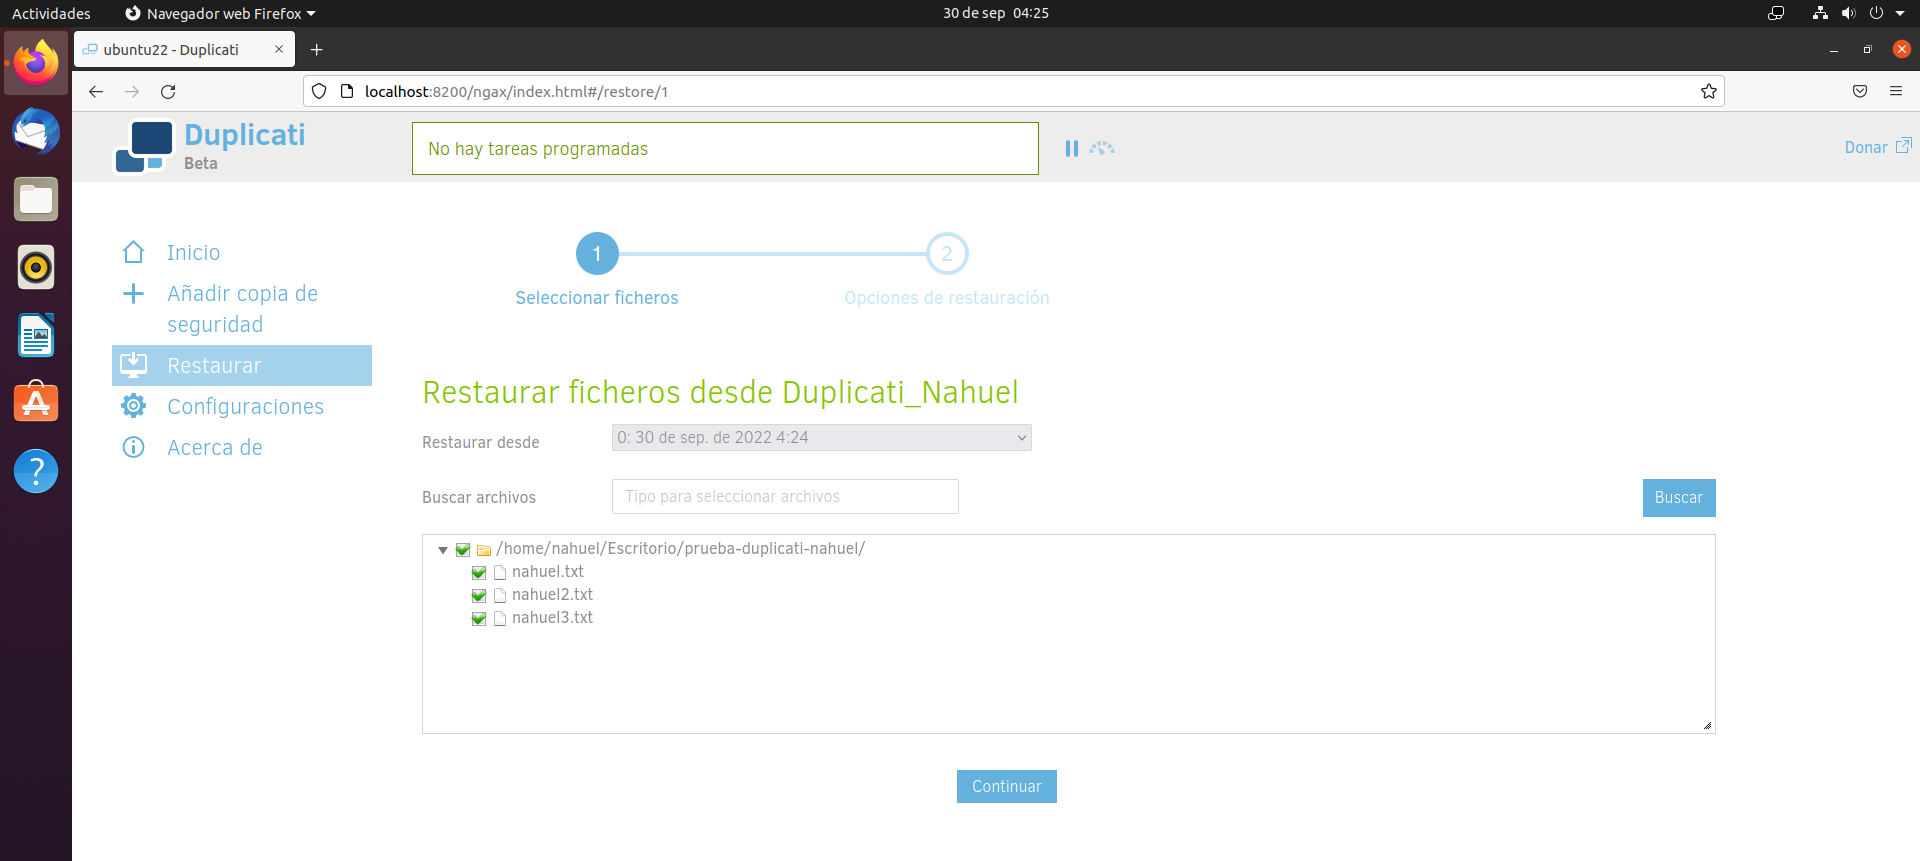 Actividades
Navegador web Firefox
30 de sep 04:25
ubuntu22 - Duplicati
localhost:8200/ngax/index.html#/restore/1
Duplicati
Beta
No hay tareas programadas
Donar
Inicio
Añadir copia de
seguridad
Restaurar
Configuraciones
Acerca de
1
2
Seleccionar ficheros
Opciones de restauración
Restaurar ficheros desde Duplicati_Nahuel
Restaurar desde
0: 30 de sep. de 2022 4:24
Buscar archivos
Tipo para seleccionar archivos
Buscar
/home/nahuel/Escritorio/prueba-duplicati-nahuel/
nahuel.txt
nahuel2.txt
nahuel3.txt
Continuar